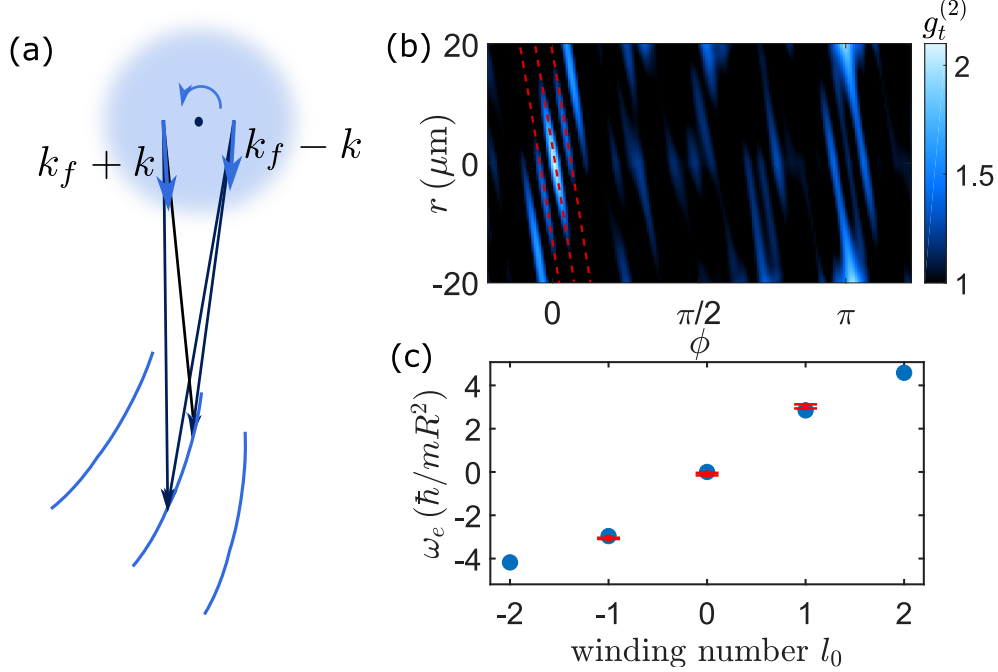 (a)
k_f + k
k_f − k
(b)
g_t^{(2)}
20
0
-20
r (μm)
2
1.5
1
0
π/2
π
ϕ
(c)
4
2
0
-2
-4
ω_e (ħ/mR²)
-2
-1
0
1
2
winding number l_0